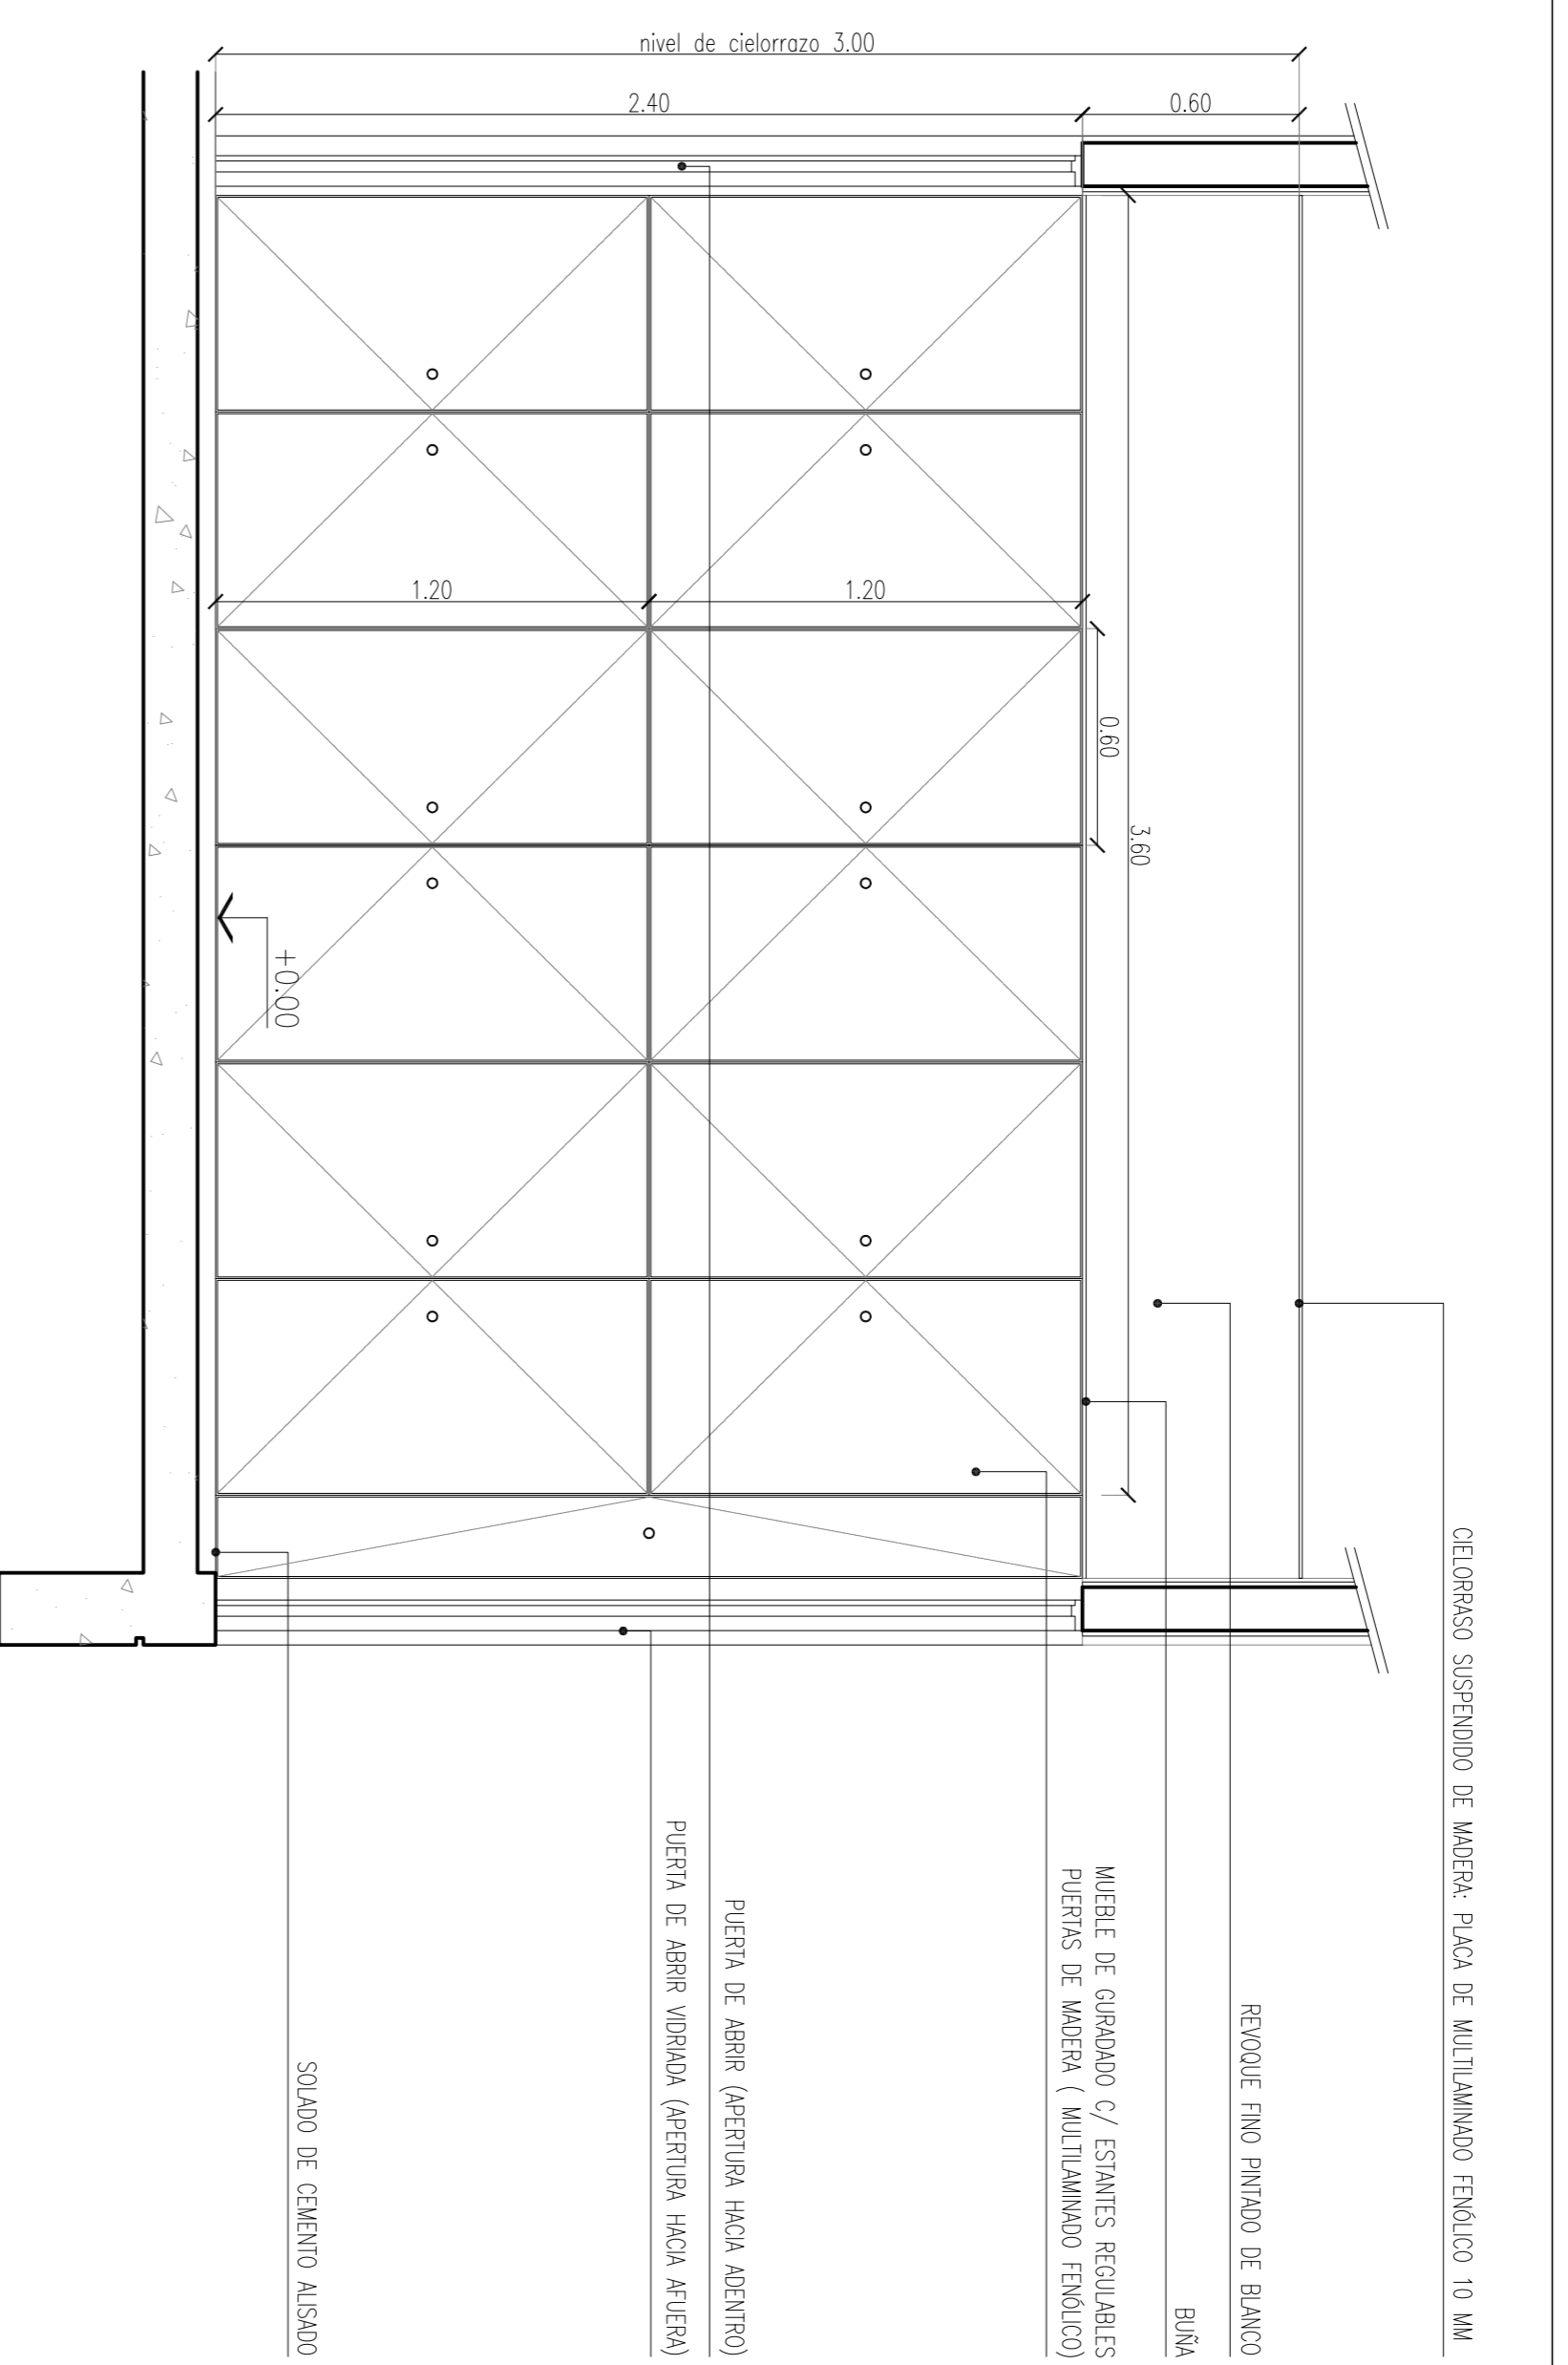 nivel de cielorrazo 3.00
2.40
0.60
1.20
1.20
0.60
3.60
+0.00
CIELORRASO SUSPENDIDO DE MADERA: PLACA DE MULTILAMINADO FENÓLICO 10 MM
REVOQUE FINO PINTADO DE BLANCO
BUÑA
MUEBLE DE GURADADO C/ ESTANTES REGULABLES
PUERTAS DE MADERA ( MULTILAMINADO FENÓLICO)
PUERTA DE ABRIR (APERTURA HACIA ADENTRO)
PUERTA DE ABRIR VIDRIADA (APERTURA HACIA AFUERA)
SOLADO DE CEMENTO ALISADO